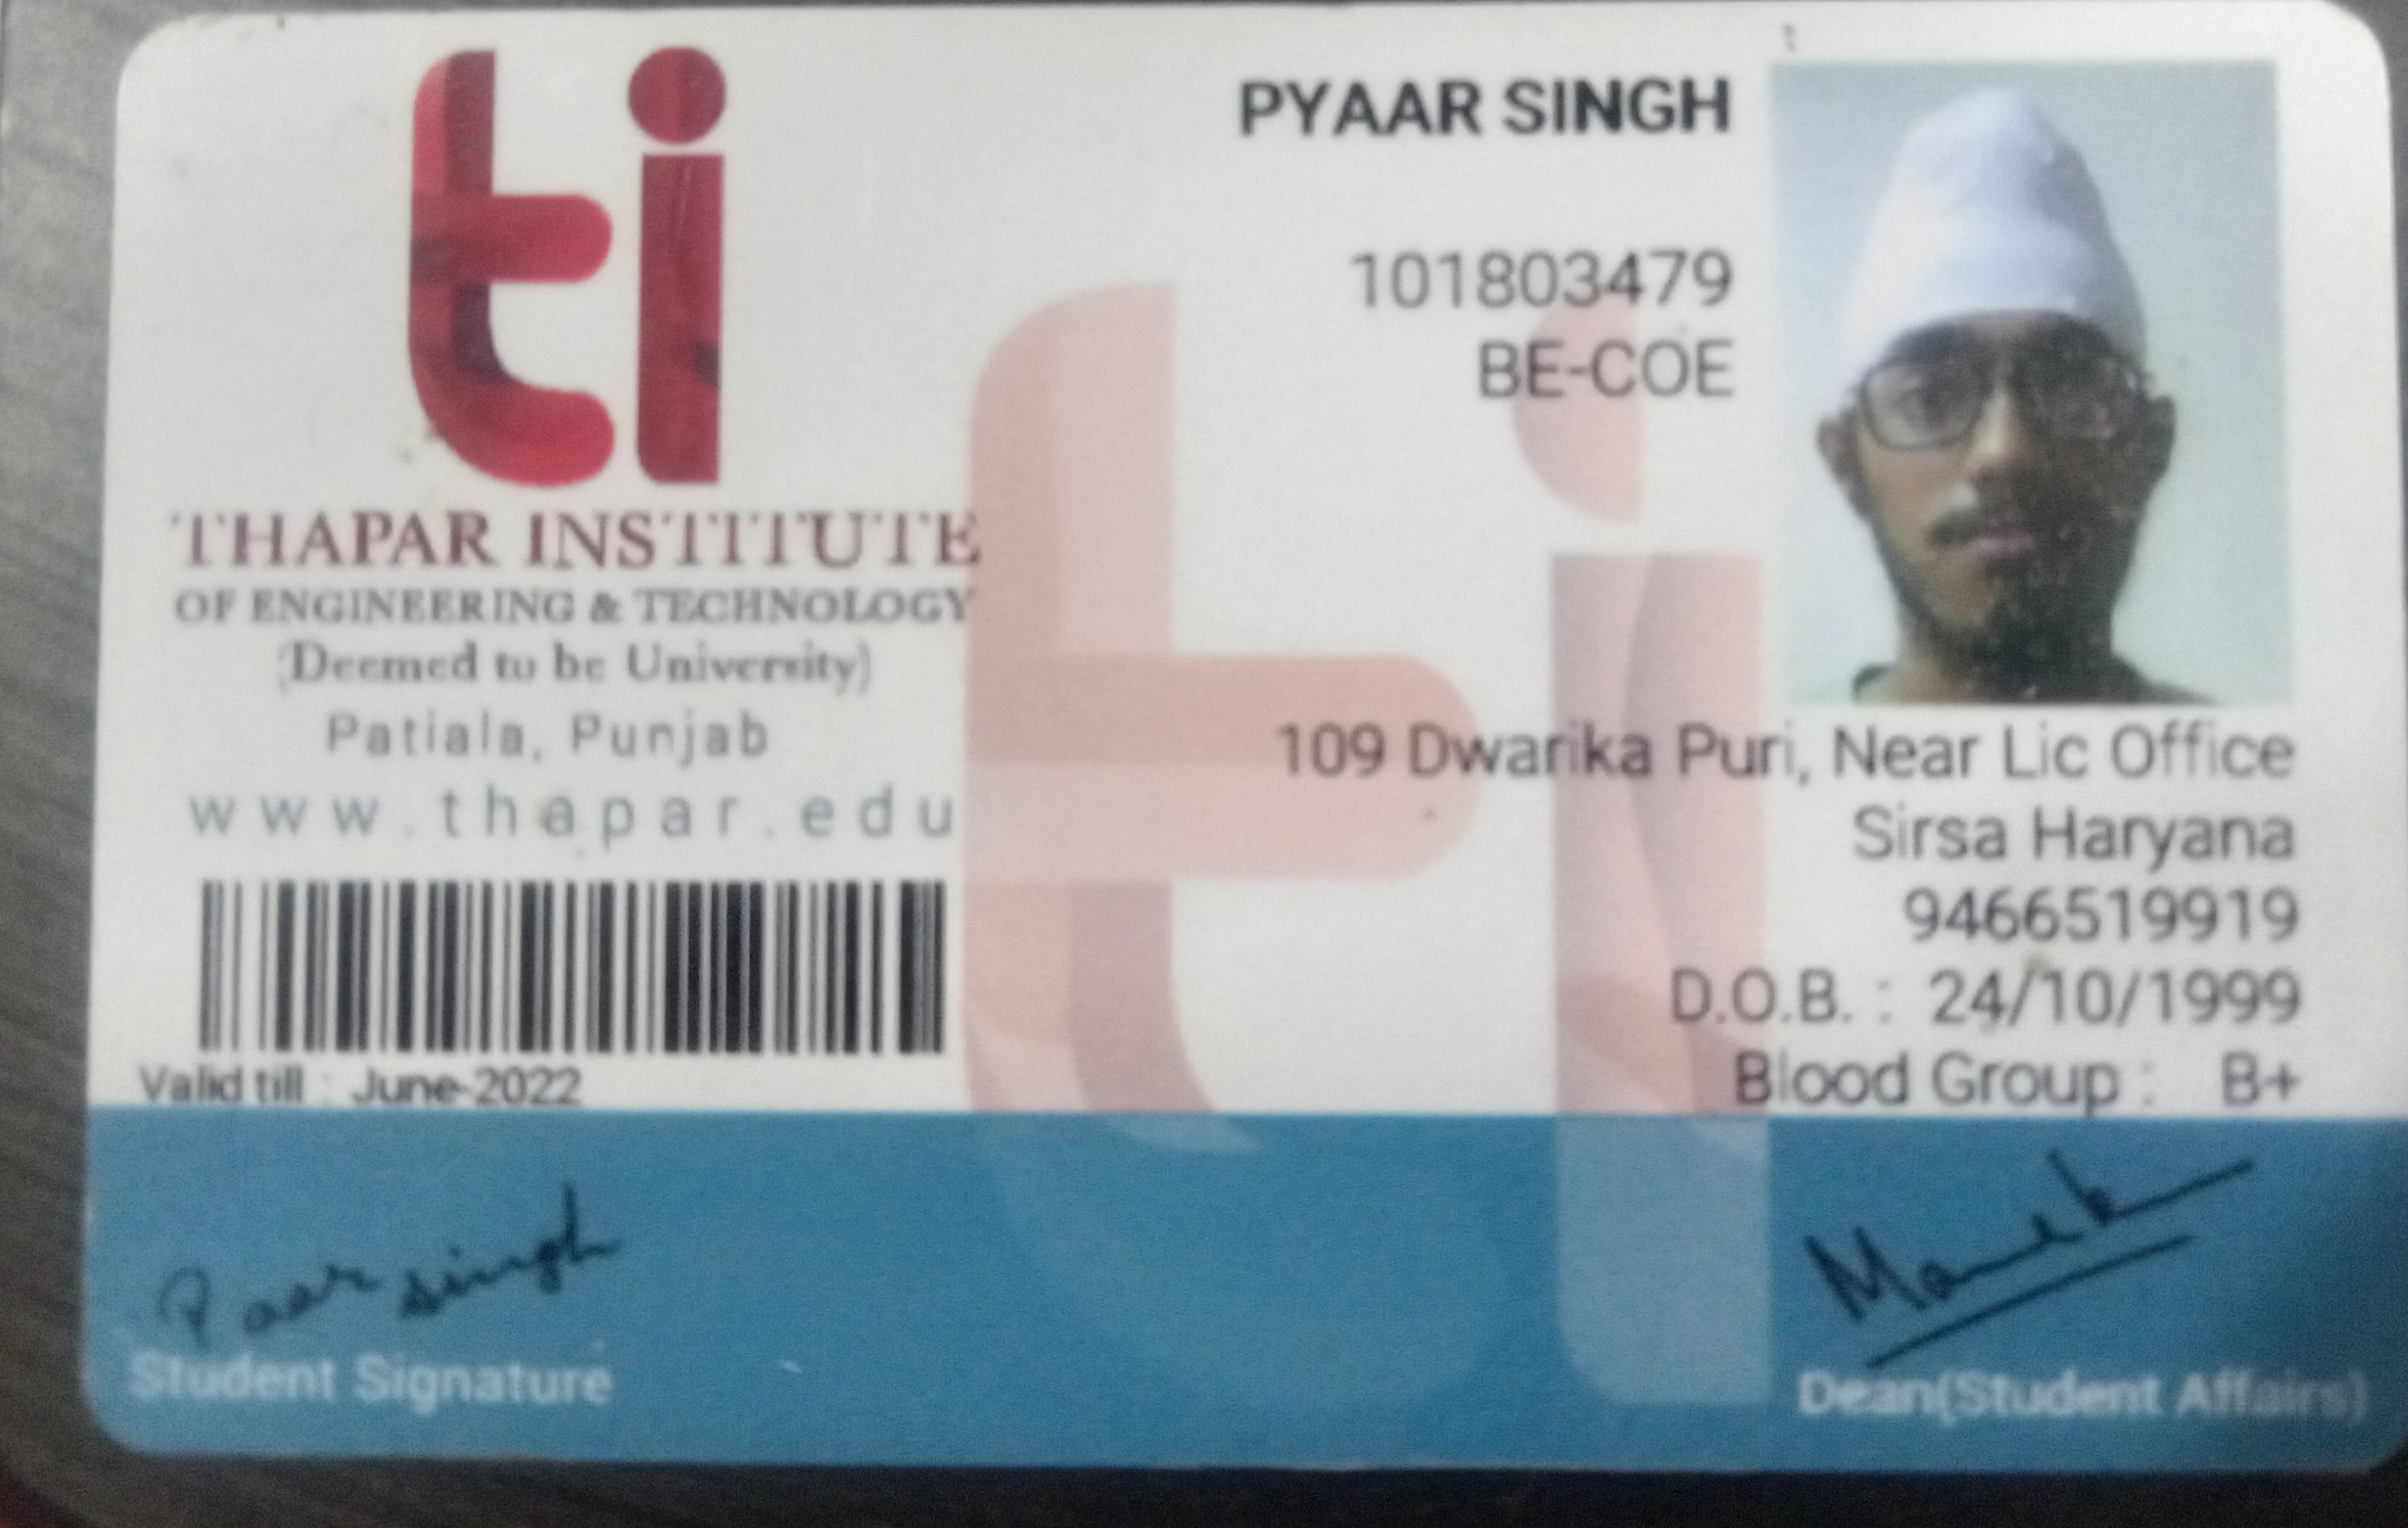 ti
THAPAR INSTITUTE
OF ENGINEERING & TECHNOLOGY
(Deemed to be University)
Patiala, Punjab
www.thapar.edu
Valid till : June-2022
PYAAR SINGH
101803479
BE-COE
109 Dwarika Puri, Near Lic Office
Sirsa Haryana
9466519919
D.O.B. : 24/10/1999
Blood Group : B+
Paar singh
Student Signature
Dean(Student Affairs)